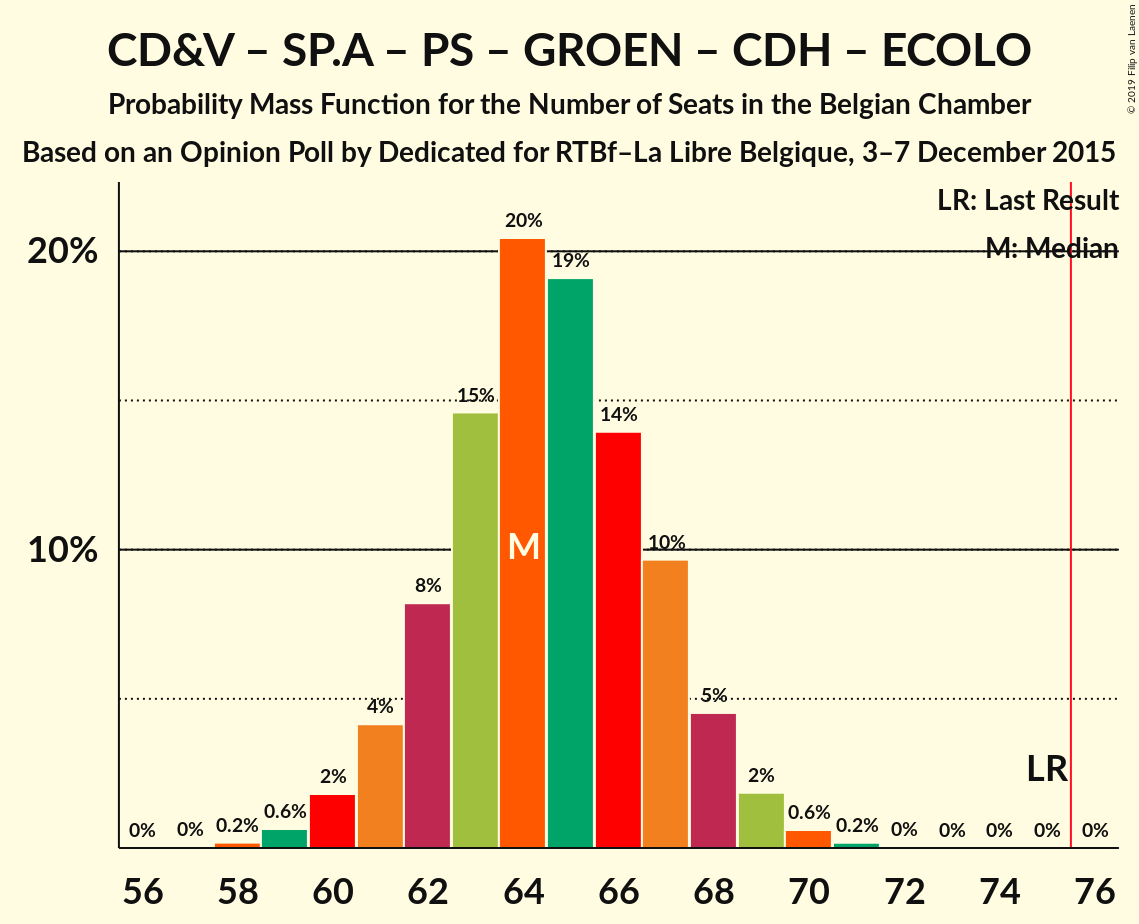 CD&V – SP.A – PS – GROEN – CDH – ECOLO
Probability Mass Function for the Number of Seats in the Belgian Chamber
Based on an Opinion Poll by Dedicated for RTBf–La Libre Belgique, 3–7 December 2015
© 2019 Filip van Laenen
LR: Last Result
M: Median
20%
10%
0% 0% 0.2% 0.6% 2% 4% 8% 15% 20% 19% 14% 10% 5% 2% 0.6% 0.2% 0% 0% 0% 0% 0%
M
LR
56 58 60 62 64 66 68 70 72 74 76